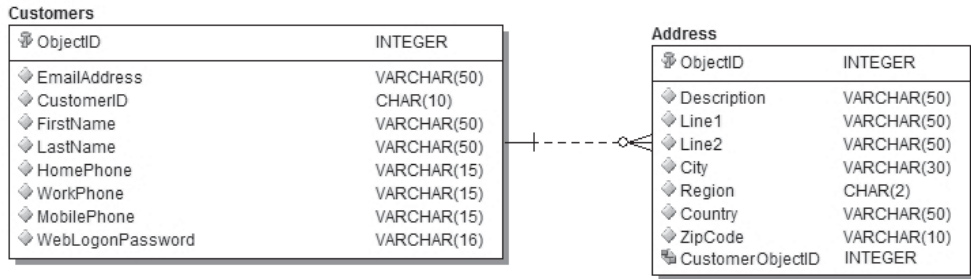 Customers
ObjectID INTEGER
EmailAddress VARCHAR(50)
CustomerID CHAR(10)
FirstName VARCHAR(50)
LastName VARCHAR(50)
HomePhone VARCHAR(15)
WorkPhone VARCHAR(15)
MobilePhone VARCHAR(15)
WebLogonPassword VARCHAR(16)
Address
ObjectID INTEGER
Description VARCHAR(50)
Line1 VARCHAR(50)
Line2 VARCHAR(50)
City VARCHAR(30)
Region CHAR(2)
Country VARCHAR(50)
ZipCode VARCHAR(10)
CustomerObjectID INTEGER